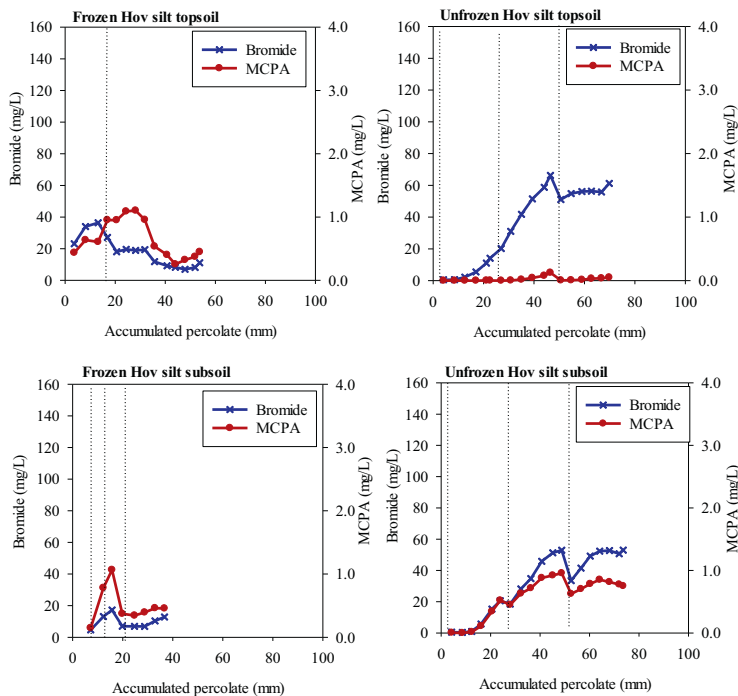 Frozen Hov silt topsoil
160
140
120
100
80
60
40
20
0
Bromide (mg/L)
4.0
3.0
2.0
1.0
0.0
MCPA (mg/L)
Bromide
MCPA
0 20 40 60 80 100
Accumulated percolate (mm)
Unfrozen Hov silt topsoil
160
140
120
100
80
60
40
20
0
Bromide (mg/L)
4.0
3.0
2.0
1.0
0.0
MCPA (mg/L)
Bromide
MCPA
0 20 40 60 80 100
Accumulated percolate (mm)
Frozen Hov silt subsoil
160
140
120
100
80
60
40
20
0
Bromide (mg/L)
4.0
3.0
2.0
1.0
0.0
MCPA (mg/L)
Bromide
MCPA
0 20 40 60 80 100
Accumulated percolate (mm)
Unfrozen Hov silt subsoil
160
140
120
100
80
60
40
20
0
Bromide (mg/L)
4.0
3.0
2.0
1.0
0.0
MCPA (mg/L)
Bromide
MCPA
0 20 40 60 80 100
Accumulated percolate (mm)